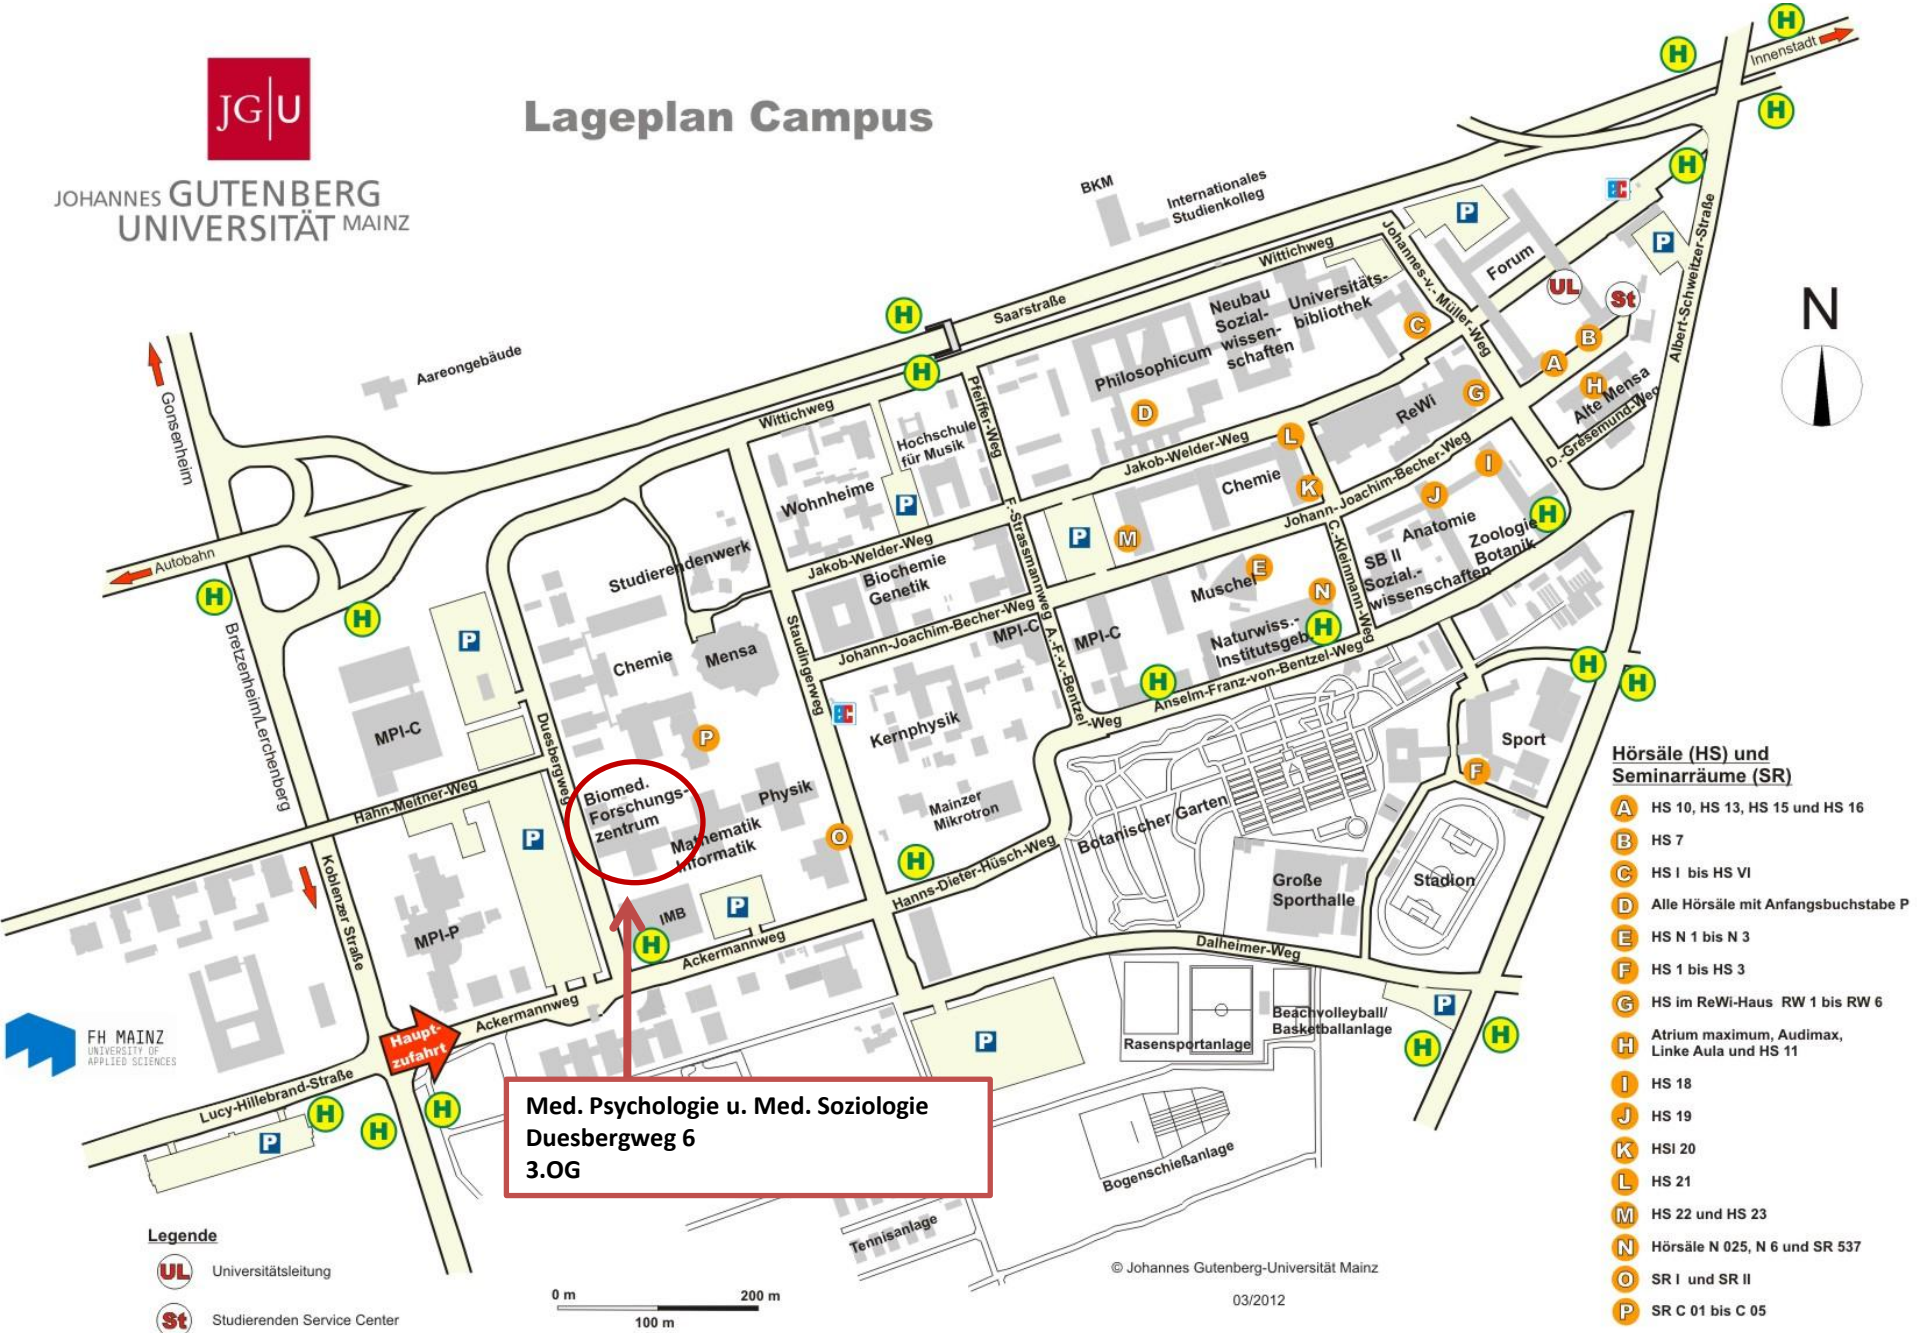 JG|U
JOHANNES GUTENBERG
UNIVERSITÄT MAINZ
Lageplan Campus
Innenstadt
H
H
H
H
BKM
Internationales
Studienkolleg
P
P
EC
Albert-Schweitzer-Straße
Johannes-v.-Müller-Weg
Forum
UL
St
N
Wittichweg
Saarstraße
Universitäts-
bibliothek
Neubau
Sozial-
wissen-
schaften
Philosophicum
C
B
A
H
Alte Mensa
D.-Gresemund-Weg
H
H
Aareongebäude
Gonsenheim
Wittichweg
Pfeiffer-Weg
D
G
ReWi
Hochschule
für Musik
Wohnheime
P
Jakob-Welder-Weg
L
Chemie
K
Johann-Joachim-Becher-Weg
I
J
Anatomie
Zoologie
Botanik
H
SB II
Sozial.-
wissenschaften
Autobahn
H
H
Studierendenwerk
Jakob-Welder-Weg
Biochemie
Genetik
F.-Strassmannweg
P
M
E
Muschel
N
C.-Kleinmann-Weg
Naturwiss.-
Institutsgeb.
H
Bretzenheim/Lerchenberg
P
Chemie
Mensa
Staudingerweg
Johann-Joachim-Becher-Weg
MPI-C
MPI-C
A.-F.-v.-Bentzel
-Weg
H
Anselm-Franz-von-Bentzel-Weg
H
H
MPI-C
Duesbergweg
P
EC
Kernphysik
Sport
F
Hahn-Meitner-Weg
Biomed.
Forschungs-
zentrum
Physik
Mathematik
Informatik
O
Mainzer
Mikrotron
H
Botanischer Garten
Hanns-Dieter-Hüsch-Weg
Große
Sporthalle
Stadion
P
Koblenzer Straße
MPI-P
IMB
P
H
Ackermannweg
Dalheimer-Weg
Ackermannweg
Haupt-
zufahrt
FH MAINZ
UNIVERSITY OF
APPLIED SCIENCES
Lucy-Hillebrand-Straße
H
H
H
P
P
Rasensportanlage
Beachvolleyball/
Basketballanlage
P
H
H
Med. Psychologie u. Med. Soziologie
Duesbergweg 6
3.OG
Bogenschießanlage
Tennisanlage
Hörsäle (HS) und
Seminarräume (SR)
A HS 10, HS 13, HS 15 und HS 16
B HS 7
C HS I bis HS VI
D Alle Hörsäle mit Anfangsbuchstabe P
E HS N 1 bis N 3
F HS 1 bis HS 3
G HS im ReWi-Haus RW 1 bis RW 6
H Atrium maximum, Audimax,
Linke Aula und HS 11
I HS 18
J HS 19
K HSI 20
L HS 21
M HS 22 und HS 23
N Hörsäle N 025, N 6 und SR 537
O SR I und SR II
P SR C 01 bis C 05
Legende
UL Universitätsleitung
St Studierenden Service Center
0 m 200 m
100 m
© Johannes Gutenberg-Universität Mainz
03/2012